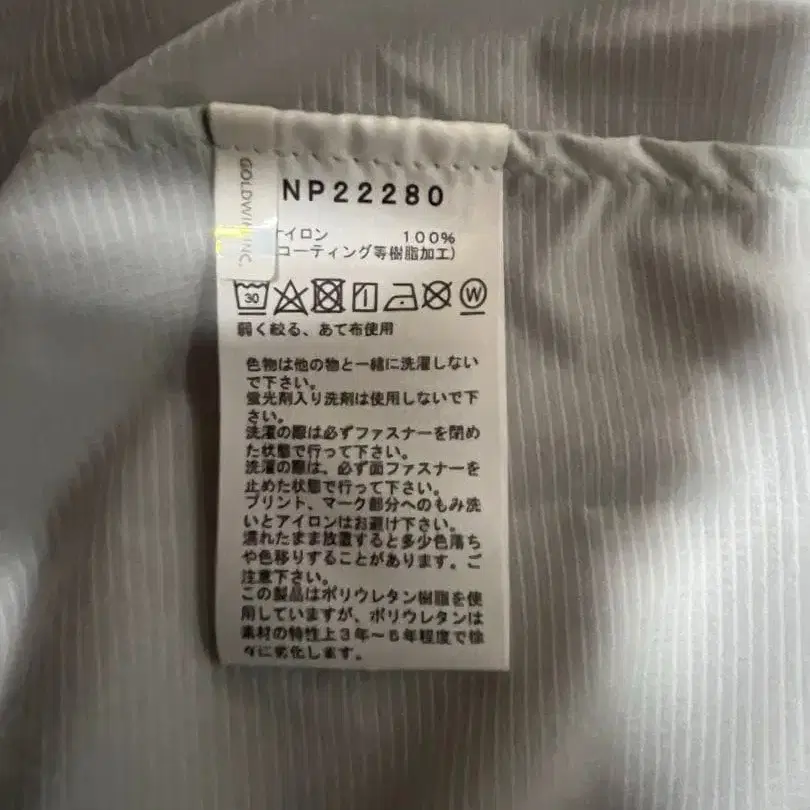 GOLDWIN INC.
NP22280
イロン 100%
コーティング等樹脂加工)
30 W
弱く絞る、あて布使用
色物は他の物と一緒に洗濯しない
で下さい。
蛍光剤入り洗剤は使用しないで下
さい。
洗濯の際は必ずファスナーを閉め
た状態で行って下さい。
洗濯の際は、必ず面ファスナーを
止めた状態で行って下さい。
プリント、マーク部分へのもみ洗
いとアイロンはお避け下さい。
濡れたまま放置すると多少色落ち
や色移りすることがあります。ご
注意下さい。
この製品はポリウレタン樹脂を使
用していますが、ポリウレタンは
素材の特性上3年~5年程度で徐
々に劣化します。